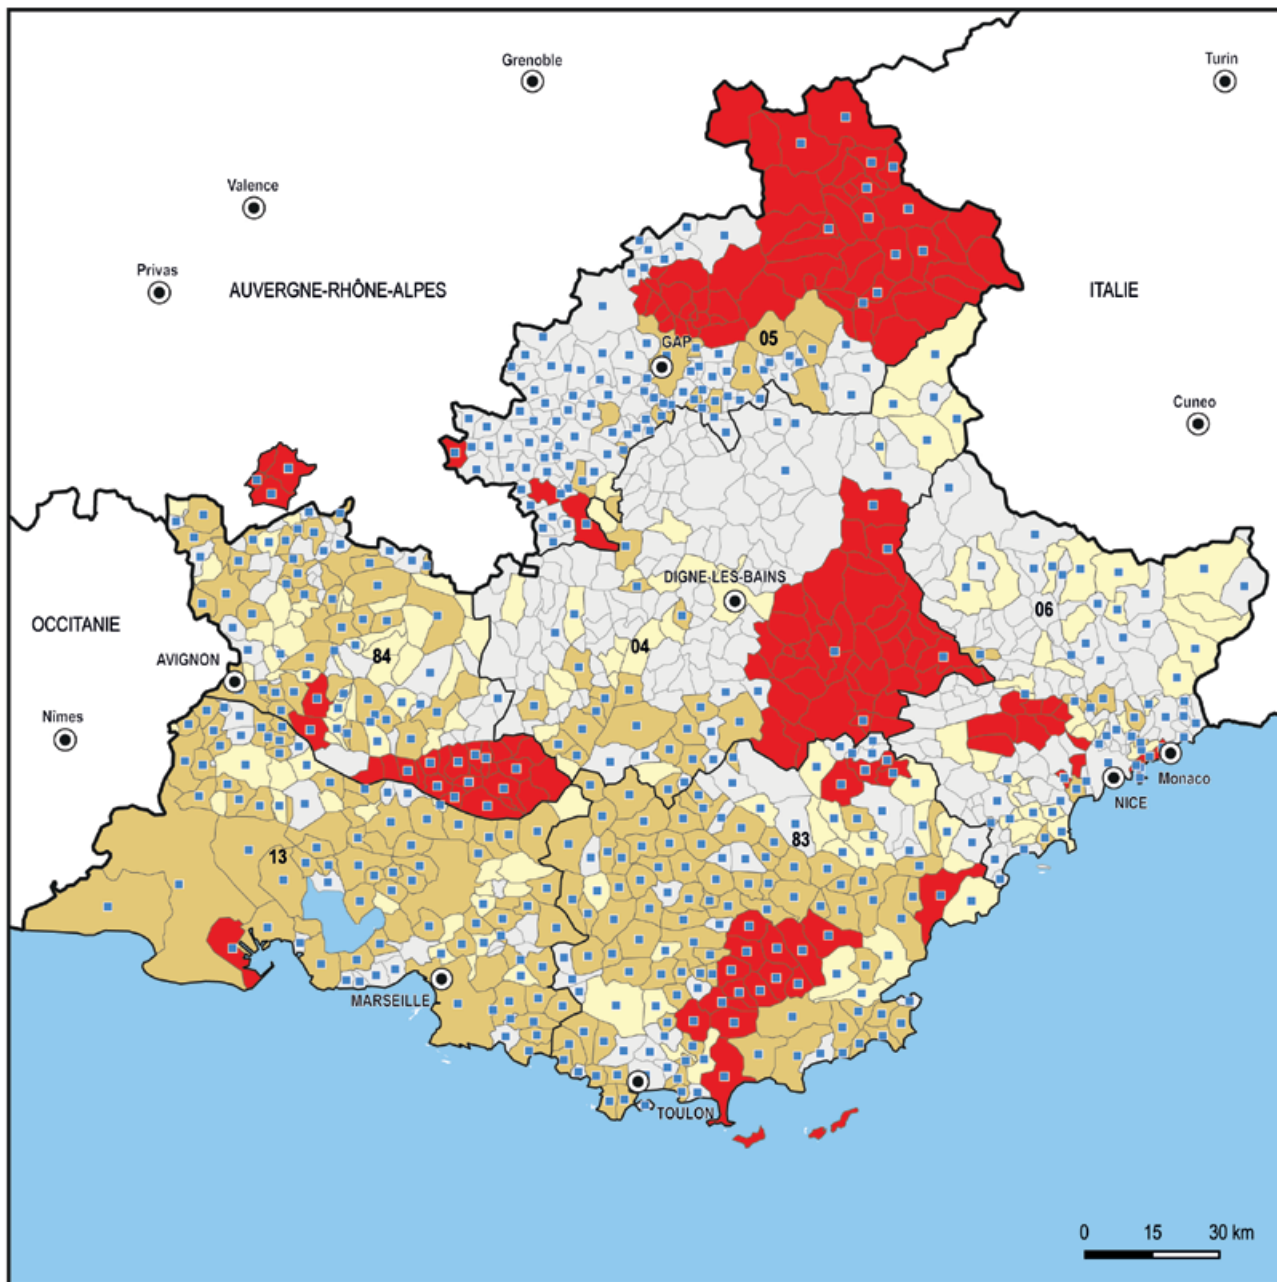 Grenoble
Turin
Valence
Privas
AUVERGNE-RHÔNE-ALPES
ITALIE
05
GAP
Cuneo
DIGNE-LES-BAINS
OCCITANIE
06
04
84
AVIGNON
Nîmes
Monaco
NICE
83
13
MARSEILLE
TOULON
0 15 30 km